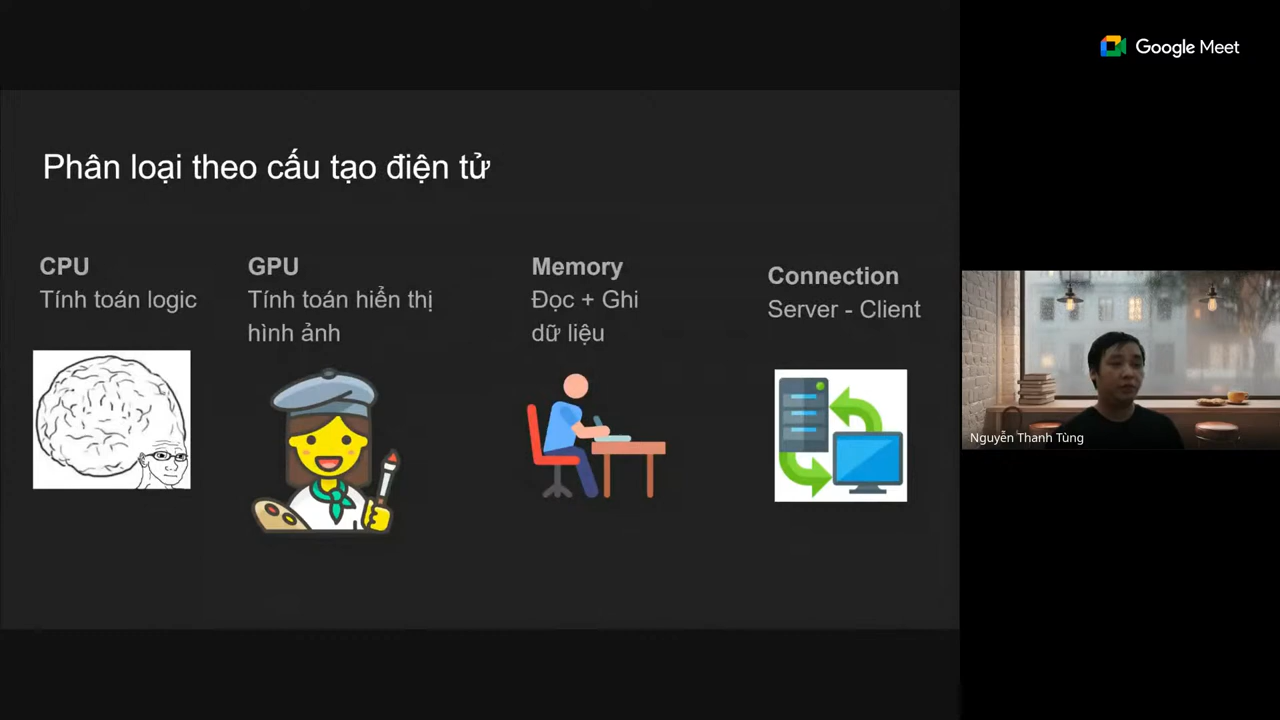 Google Meet
Phân loại theo cấu tạo điện tử
CPU
Tính toán logic
GPU
Tính toán hiển thị
hình ảnh
Memory
Đọc + Ghi
dữ liệu
Connection
Server - Client
Nguyễn Thanh Tùng